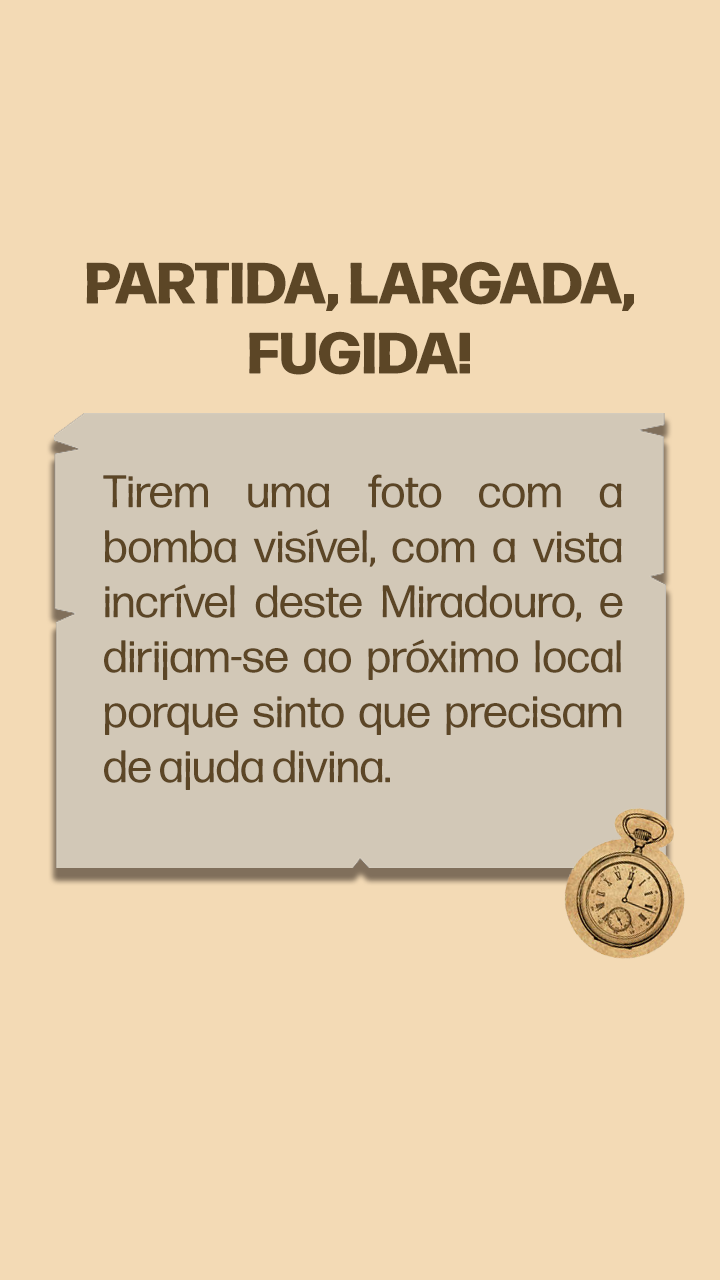 PARTIDA, LARGADA,
FUGIDA!
Tirem uma foto com a
bomba visível, com a vista
incrível deste Miradouro, e
dirijam-se ao próximo local
porque sinto que precisam
de ajuda divina.